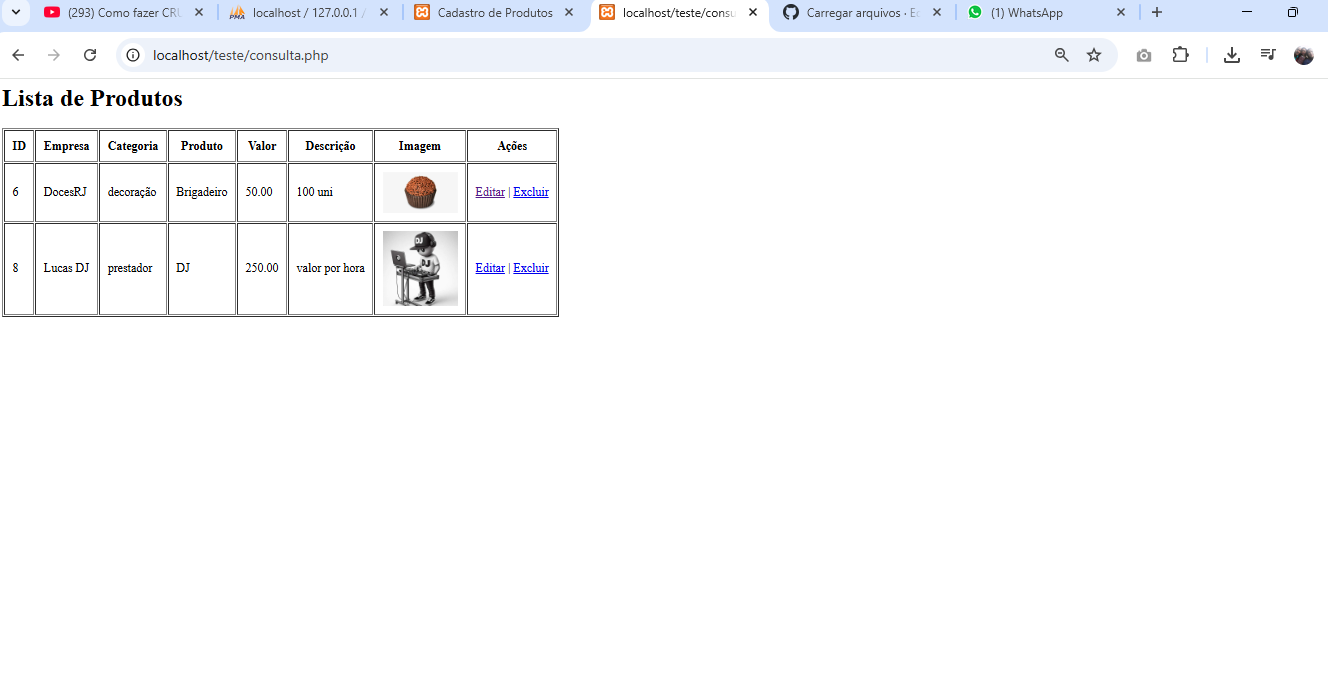 (293) Como fazer CRU
localhost / 127.0.0.1 /
Cadastro de Produtos
localhost/teste/consu
Carregar arquivos · Ec
(1) WhatsApp
localhost/teste/consulta.php
Lista de Produtos
ID Empresa Categoria Produto Valor Descrição Imagem Ações
6 DocesRJ decoração Brigadeiro 50.00 100 uni Editar | Excluir
8 Lucas DJ prestador DJ 250.00 valor por hora DJ DJ Editar | Excluir